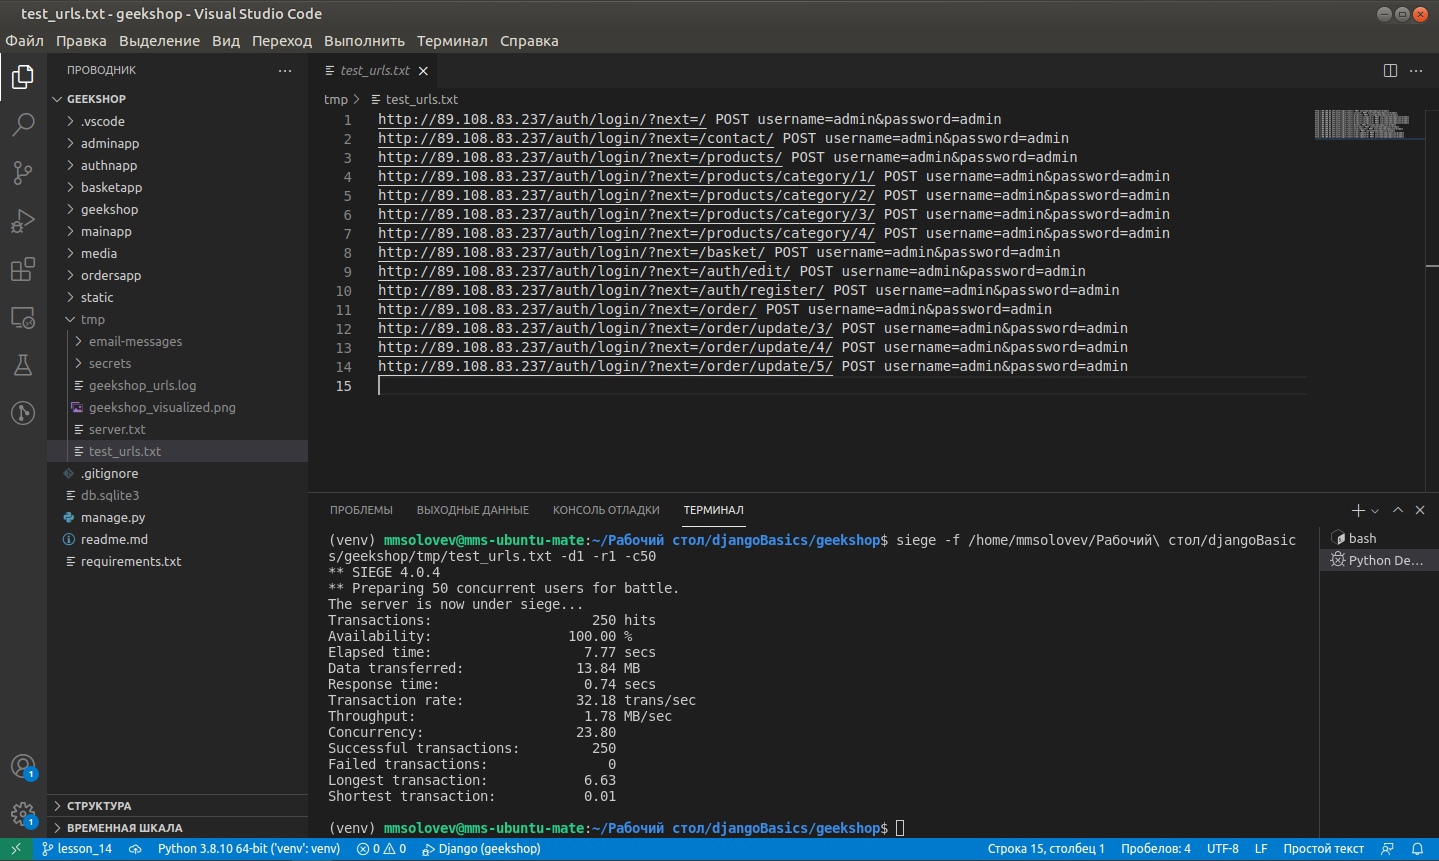 test_urls.txt - geekshop - Visual Studio Code
Файл Правка Выделение Вид Переход Выполнить Терминал Справка
ПРОВОДНИК
GEEKSHOP
.vscode
adminapp
authnapp
basketapp
geekshop
mainapp
media
ordersapp
static
tmp
email-messages
secrets
geekshop_urls.log
geekshop_visualized.png
server.txt
test_urls.txt
.gitignore
db.sqlite3
manage.py
readme.md
requirements.txt
СТРУКТУРА
ВРЕМЕННАЯ ШКАЛА
test_urls.txt
tmp > test_urls.txt
1 http://89.108.83.237/auth/login/?next=/ POST username=admin&password=admin
2 http://89.108.83.237/auth/login/?next=/contact/ POST username=admin&password=admin
3 http://89.108.83.237/auth/login/?next=/products/ POST username=admin&password=admin
4 http://89.108.83.237/auth/login/?next=/products/category/1/ POST username=admin&password=admin
5 http://89.108.83.237/auth/login/?next=/products/category/2/ POST username=admin&password=admin
6 http://89.108.83.237/auth/login/?next=/products/category/3/ POST username=admin&password=admin
7 http://89.108.83.237/auth/login/?next=/products/category/4/ POST username=admin&password=admin
8 http://89.108.83.237/auth/login/?next=/basket/ POST username=admin&password=admin
9 http://89.108.83.237/auth/login/?next=/auth/edit/ POST username=admin&password=admin
10 http://89.108.83.237/auth/login/?next=/auth/register/ POST username=admin&password=admin
11 http://89.108.83.237/auth/login/?next=/order/ POST username=admin&password=admin
12 http://89.108.83.237/auth/login/?next=/order/update/3/ POST username=admin&password=admin
13 http://89.108.83.237/auth/login/?next=/order/update/4/ POST username=admin&password=admin
14 http://89.108.83.237/auth/login/?next=/order/update/5/ POST username=admin&password=admin
15
ПРОБЛЕМЫ ВЫХОДНЫЕ ДАННЫЕ КОНСОЛЬ ОТЛАДКИ ТЕРМИНАЛ
(venv) mmsolovev@mms-ubuntu-mate:~/Рабочий стол/djangoBasics/geekshop$ siege -f /home/mmsolovev/Рабочий\ стол/djangoBasic
s/geekshop/tmp/test_urls.txt -d1 -r1 -c50
** SIEGE 4.0.4
** Preparing 50 concurrent users for battle.
The server is now under siege...
Transactions: 250 hits
Availability: 100.00 %
Elapsed time: 7.77 secs
Data transferred: 13.84 MB
Response time: 0.74 secs
Transaction rate: 32.18 trans/sec
Throughput: 1.78 MB/sec
Concurrency: 23.80
Successful transactions: 250
Failed transactions: 0
Longest transaction: 6.63
Shortest transaction: 0.01
(venv) mmsolovev@mms-ubuntu-mate:~/Рабочий стол/djangoBasics/geekshop$
bash
Python De...
1
1
lesson_14 Python 3.8.10 64-bit ('venv': venv) 0 0 Django (geekshop) Строка 15, столбец 1 Пробелов: 4 UTF-8 LF Простой текст